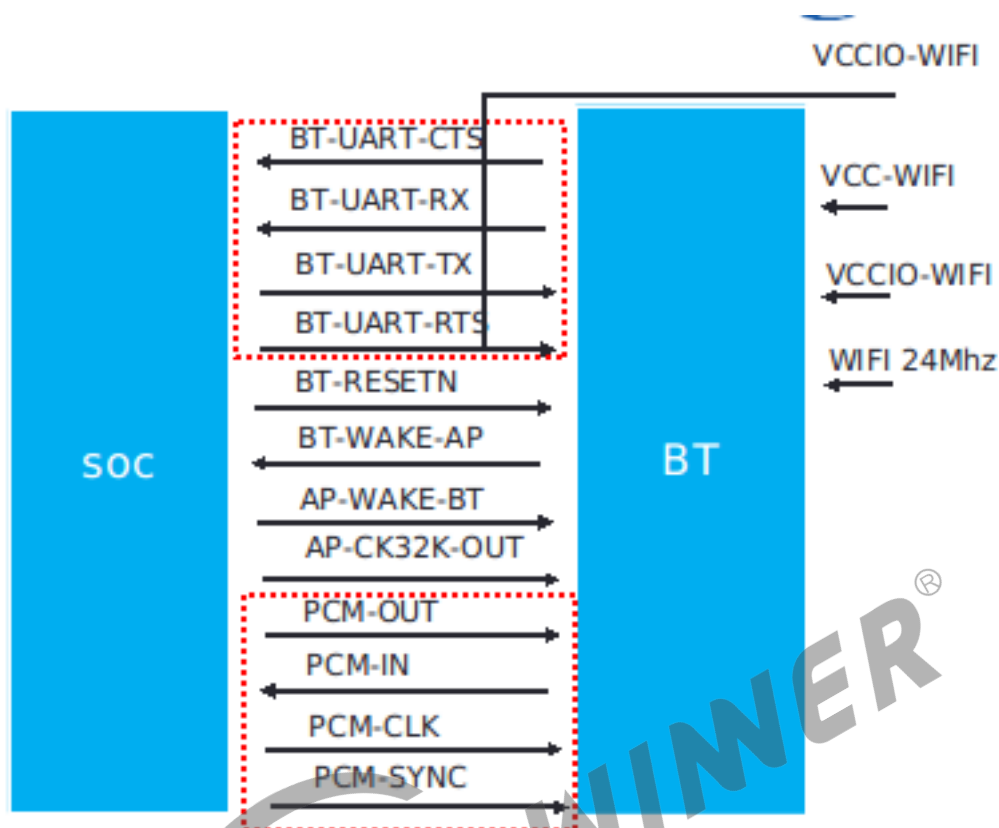 VCCIO-WIFI
BT-UART-CTS
VCC-WIFI
BT-UART-RX
BT-UART-TX
VCCIO-WIFI
BT-UART-RTS
WIFI 24Mhz
BT-RESETN
BT-WAKE-AP
soc
BT
AP-WAKE-BT
AP-CK32K-OUT
PCM-OUT
PCM-IN
PCM-CLK
PCM-SYNC
WINNER®